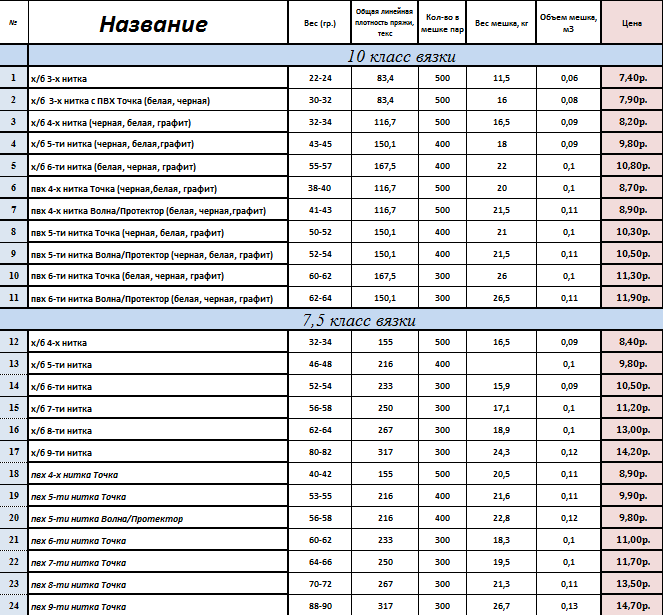 № Название Вес (гр.) Общая линейная плотность пряжи, текс Кол-во в мешке пар Вес мешка, кг Объем мешка, м3 Цена
10 класс вязки
1 х/б 3-х нитка 22-24 83,4 500 11,5 0,06 7,40р.
2 х/б 3-х нитка с ПВХ Точка (белая, черная) 30-32 83,4 500 16 0,08 7,90р.
3 х/б 4-х нитка (черная, белая,графит) 32-34 116,7 500 16,5 0,09 8,20р.
4 х/б 5-ти нитка (черная, белая,графит) 43-45 150,1 400 18 0,09 9,80р.
5 х/б 6-ти нитка (белая, черная,графит) 55-57 167,5 400 22 0,1 10,80р.
6 пвх 4-х нитка Точка (черная,белая, графит) 38-40 116,7 500 20 0,1 8,70р.
7 пвх 4-х нитка Волна/Протектор (белая, черная,графит) 41-43 116,7 500 21,5 0,11 8,90р.
8 пвх 5-ти нитка Точка (черная, белая, графит) 50-52 150,1 400 21 0,1 10,30р.
9 пвх 5-ти нитка Волна/Протектор (черная, белая, графит) 52-54 150,1 400 21,5 0,11 10,50р.
10 пвх 6-ти нитка Точка (белая, черная, графит) 60-62 167,5 300 26 0,1 11,30р.
11 пвх 6-ти нитка Волна/Протектор (белая, черная, графит) 62-64 150,1 300 26,5 0,11 11,90р.
7,5 класс вязки
12 х/б 4-х нитка 32-34 155 500 16,5 0,09 8,40р.
13 х/б 5-ти нитка 46-48 216 400 0,1 9,80р.
14 х/б 6-ти нитка 52-54 233 300 15,9 0,09 10,50р.
15 х/б 7-ти нитка 56-58 250 300 17,1 0,1 11,20р.
16 х/б 8-ти нитка 62-64 267 300 18,9 0,1 13,00р.
17 х/б 9-ти нитка 80-82 317 300 24,3 0,12 14,20р.
18 пвх 4-х нитка Точка 40-42 155 500 20,5 0,11 8,90р.
19 пвх 5-ти нитка Точка 53-55 216 400 21,6 0,11 9,90р.
20 пвх 5-ти нитка Волна/Протектор 56-58 216 400 22,8 0,12 9,80р.
21 пвх 6-ти нитка Точка 60-62 233 300 18,3 0,1 11,00р.
22 пвх 7-ти нитка Точка 64-66 250 300 19,5 0,1 11,70р.
23 пвх 8-ти нитка Точка 70-72 267 300 21,3 0,11 13,50р.
24 пвх 9-ти нитка Точка 88-90 317 300 26,7 0,13 14,70р.